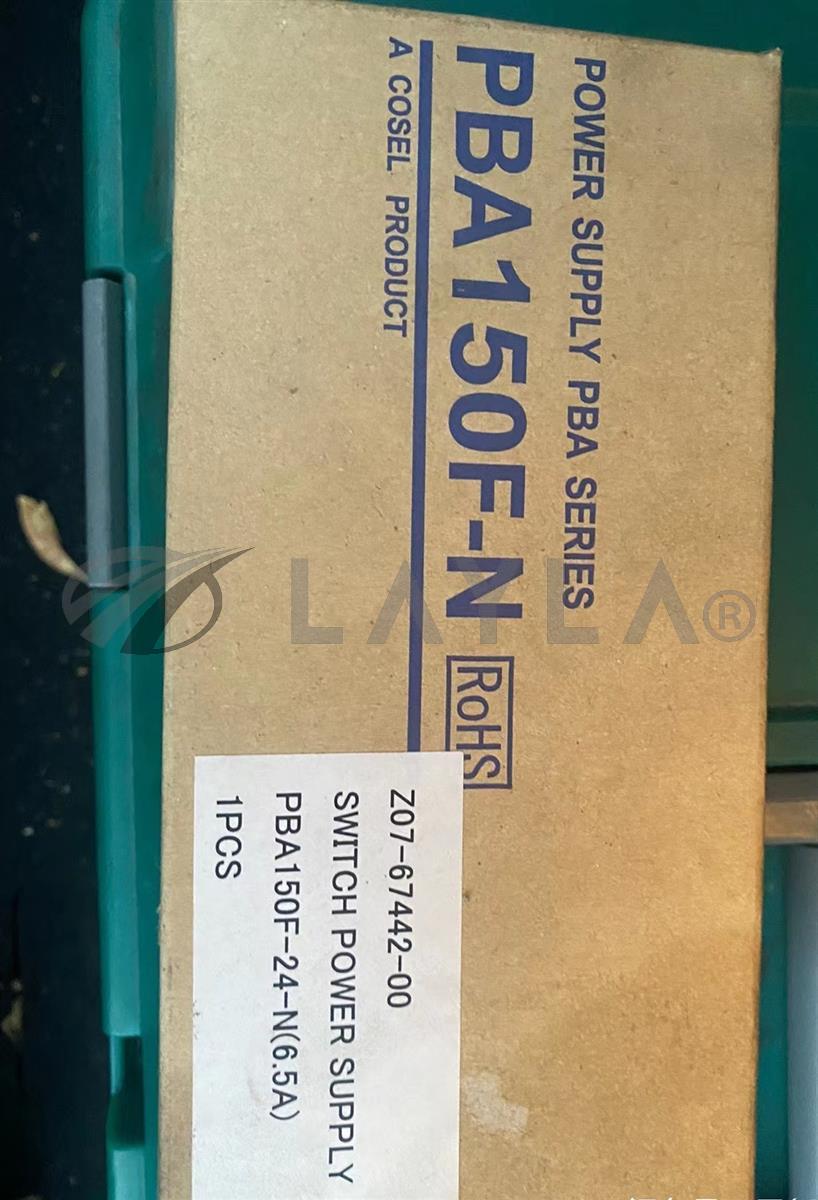 POWER SUPPLY PBA SERIES
PBA150F-N RoHS
A COSEL PRODUCT
Z07-67442-00
SWITCH POWER SUPPLY
PBA150F-24-N(6.5A)
1PCS
LAYLA®